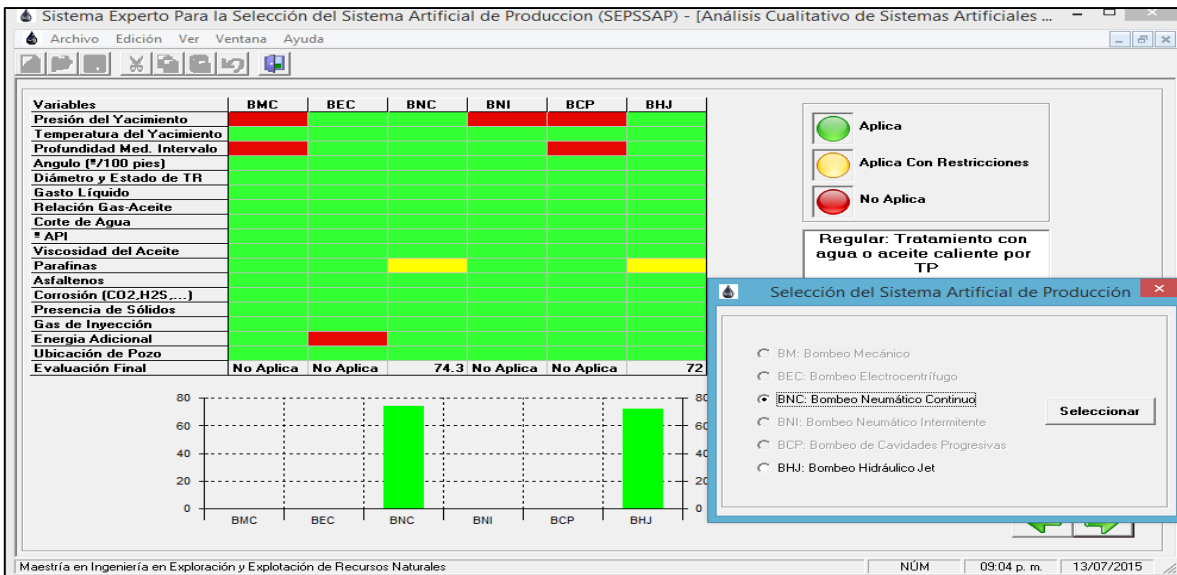 Sistema Experto Para la Selección del Sistema Artificial de Produccion (SEPSSAP) - [Análisis Cualitativo de Sistemas Artificiales ...
Archivo Edición Ver Ventana Ayuda
Variables BMC BEC BNC BNI BCP BHJ
Presión del Yacimiento
Temperatura del Yacimiento
Profundidad Med. Intervalo
Angulo (°/100 pies)
Diámetro y Estado de TR
Gasto Líquido
Relación Gas-Aceite
Corte de Agua
° API
Viscosidad del Aceite
Parafinas
Asfaltenos
Corrosión (CO2,H2S,...)
Presencia de Sólidos
Gas de Inyección
Energia Adicional
Ubicación de Pozo
Evaluación Final No Aplica No Aplica 74.3 No Aplica No Aplica 72
Aplica
Aplica Con Restricciones
No Aplica
Regular: Tratamiento con
agua o aceite caliente por
TP
Selección del Sistema Artificial de Producción
BM: Bombeo Mecánico
BEC: Bombeo Electrocentrífugo
BNC: Bombeo Neumático Continuo
BNI: Bombeo Neumático Intermitente
BCP: Bombeo de Cavidades Progresivas
BHJ: Bombeo Hidráulico Jet
Seleccionar
80 80
60 60
40 40
20 20
0 0
BMC BEC BNC BNI BCP BHJ
Maestría en Ingeniería en Exploración y Explotación de Recursos Naturales NÚM 09:04 p. m. 13/07/2015